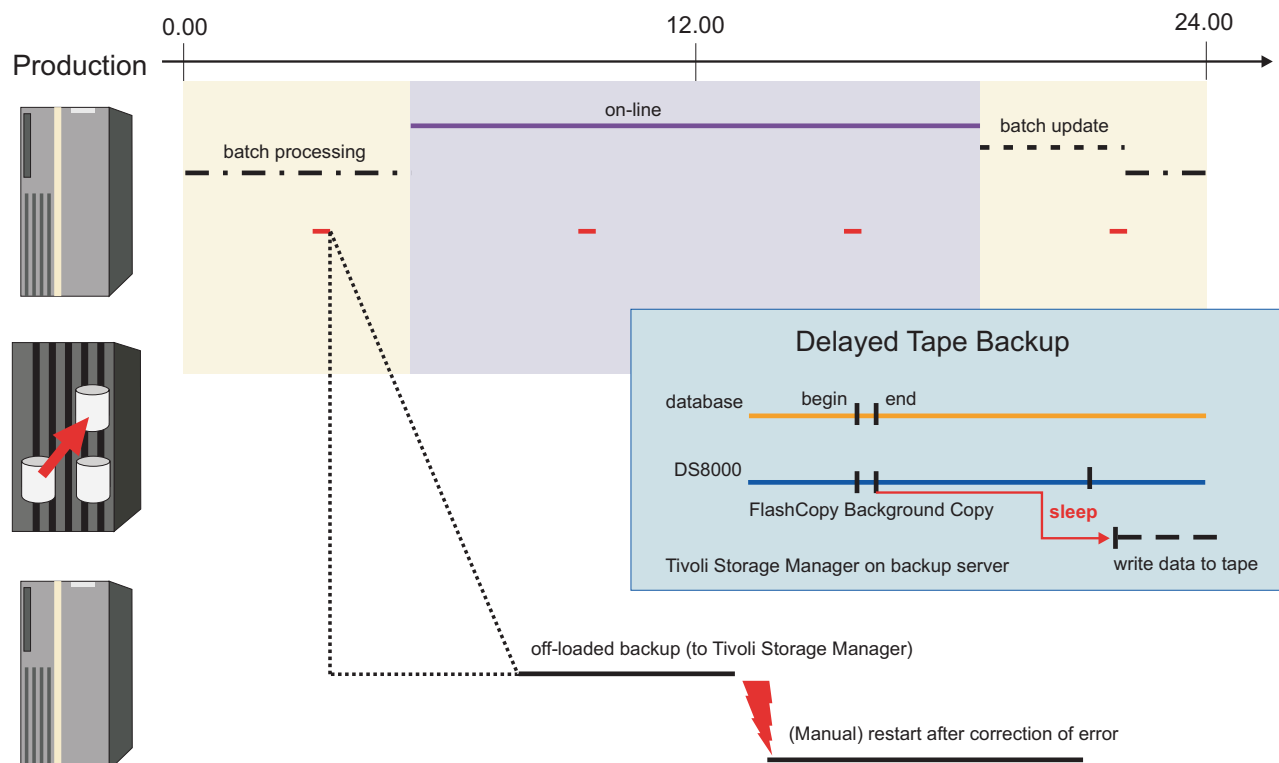 0.00
12.00
24.00
Production
on-line
batch update
batch processing
Delayed Tape Backup
database
begin
end
DS8000
FlashCopy Background Copy
sleep
Tivoli Storage Manager on backup server
write data to tape
off-loaded backup (to Tivoli Storage Manager)
(Manual) restart after correction of error